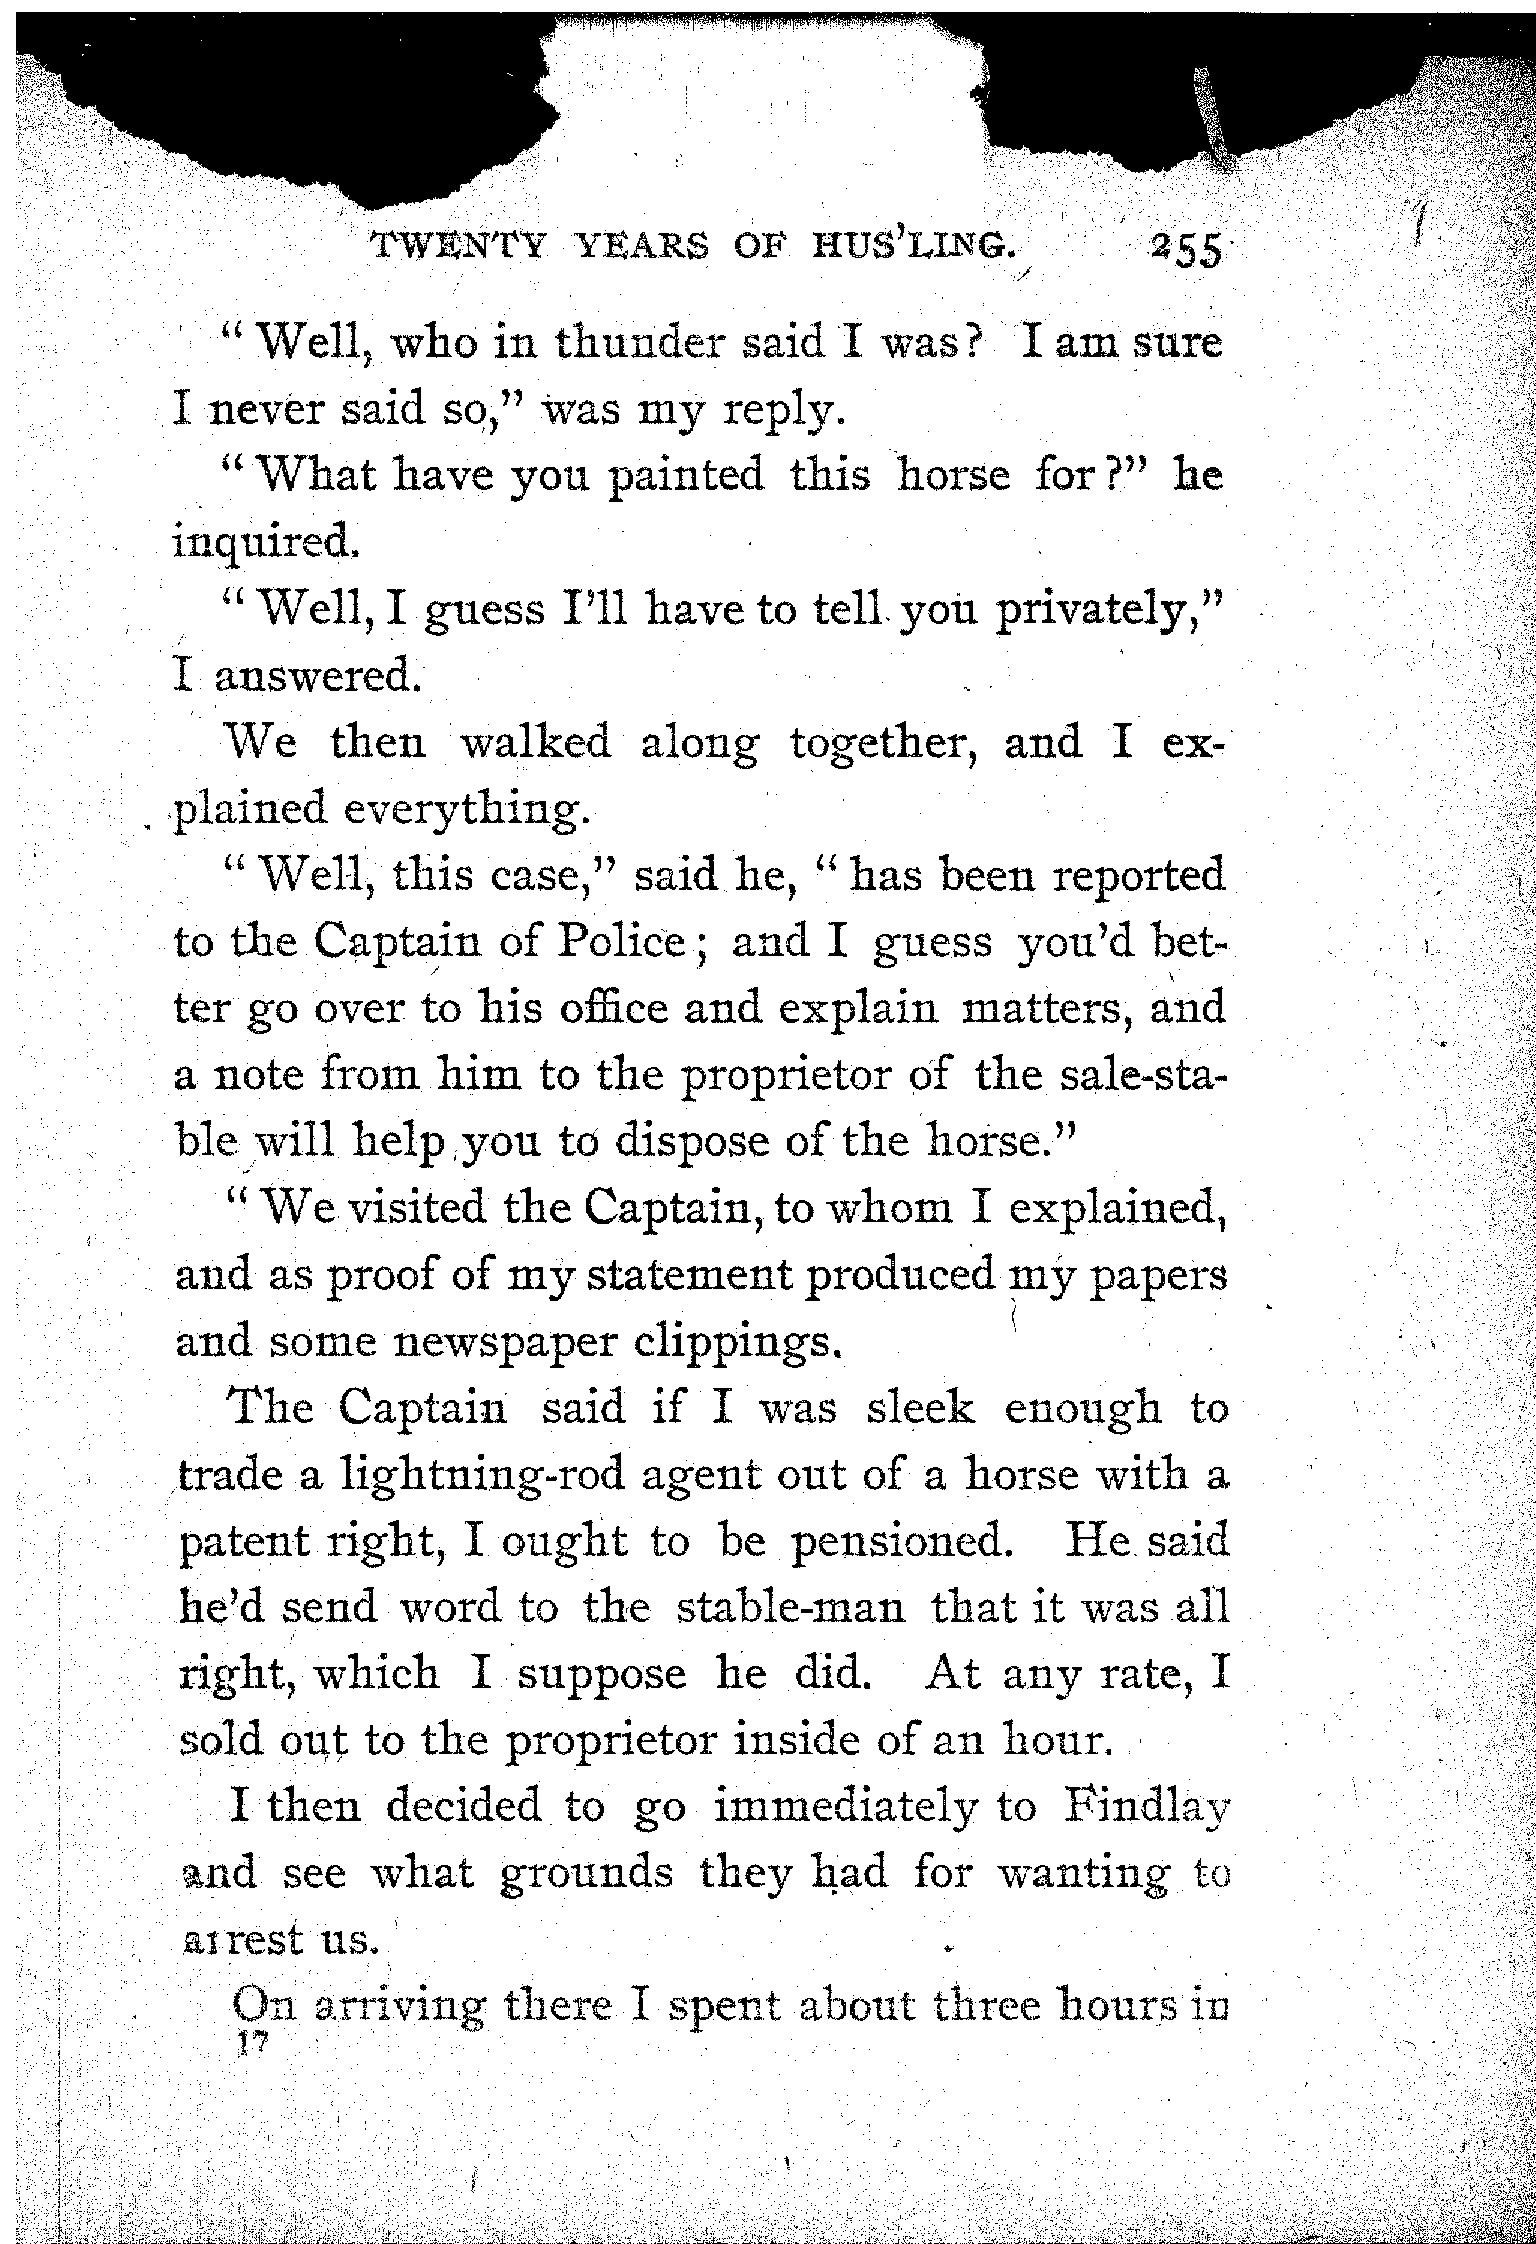 TWENTY YEARS OF HUS'LING. 255
“Well, who in thunder said I was? I am sure
I never said so,” was my reply.
“What have you painted this horse for?” he
inquired.
“Well, I guess I'll have to tell you privately,”
I answered.
We then walked along together, and I ex-
plained everything.
“Well, this case,” said he, “has been reported
to the Captain of Police; and I guess you'd bet-
ter go over to his office and explain matters, and
a note from him to the proprietor of the sale-sta-
ble will help you to dispose of the horse.”
“We visited the Captain, to whom I explained,
and as proof of my statement produced my papers
and some newspaper clippings.
The Captain said if I was sleek enough to
trade a lightning-rod agent out of a horse with a
patent right, I ought to be pensioned. He said
he'd send word to the stable-man that it was all
right, which I suppose he did. At any rate, I
sold out to the proprietor inside of an hour.
I then decided to go immediately to Findlay
and see what grounds they had for wanting to
arrest us.
On arriving there I spent about three hours in
17